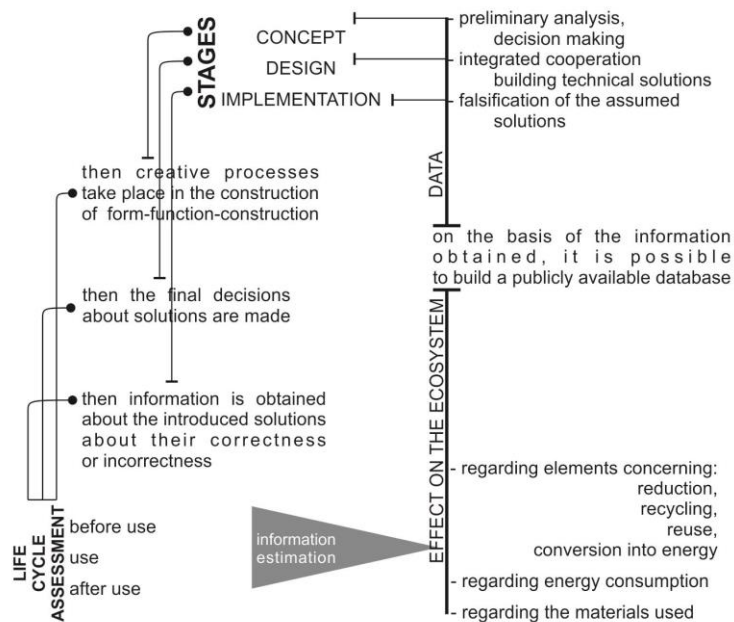 STAGES
CONCEPT
DESIGN
IMPLEMENTATION
preliminary analysis,
decision making
integrated cooperation
building technical solutions
falsification of the assumed
solutions
DATA
then creative processes
take place in the construction
of form-function-construction
on the basis of the information
obtained, it is possible
to build a publicly available database
then the final decisions
about solutions are made
then information is obtained
about the introduced solutions
about their correctness
or incorrectness
EFFECT ON THE ECOSYSTEM
- regarding elements concerning:
reduction,
recycling,
reuse,
conversion into energy
- regarding energy consumption
- regarding the materials used
information
estimation
LIFE
CYCLE
ASSESSMENT
before use
use
after use